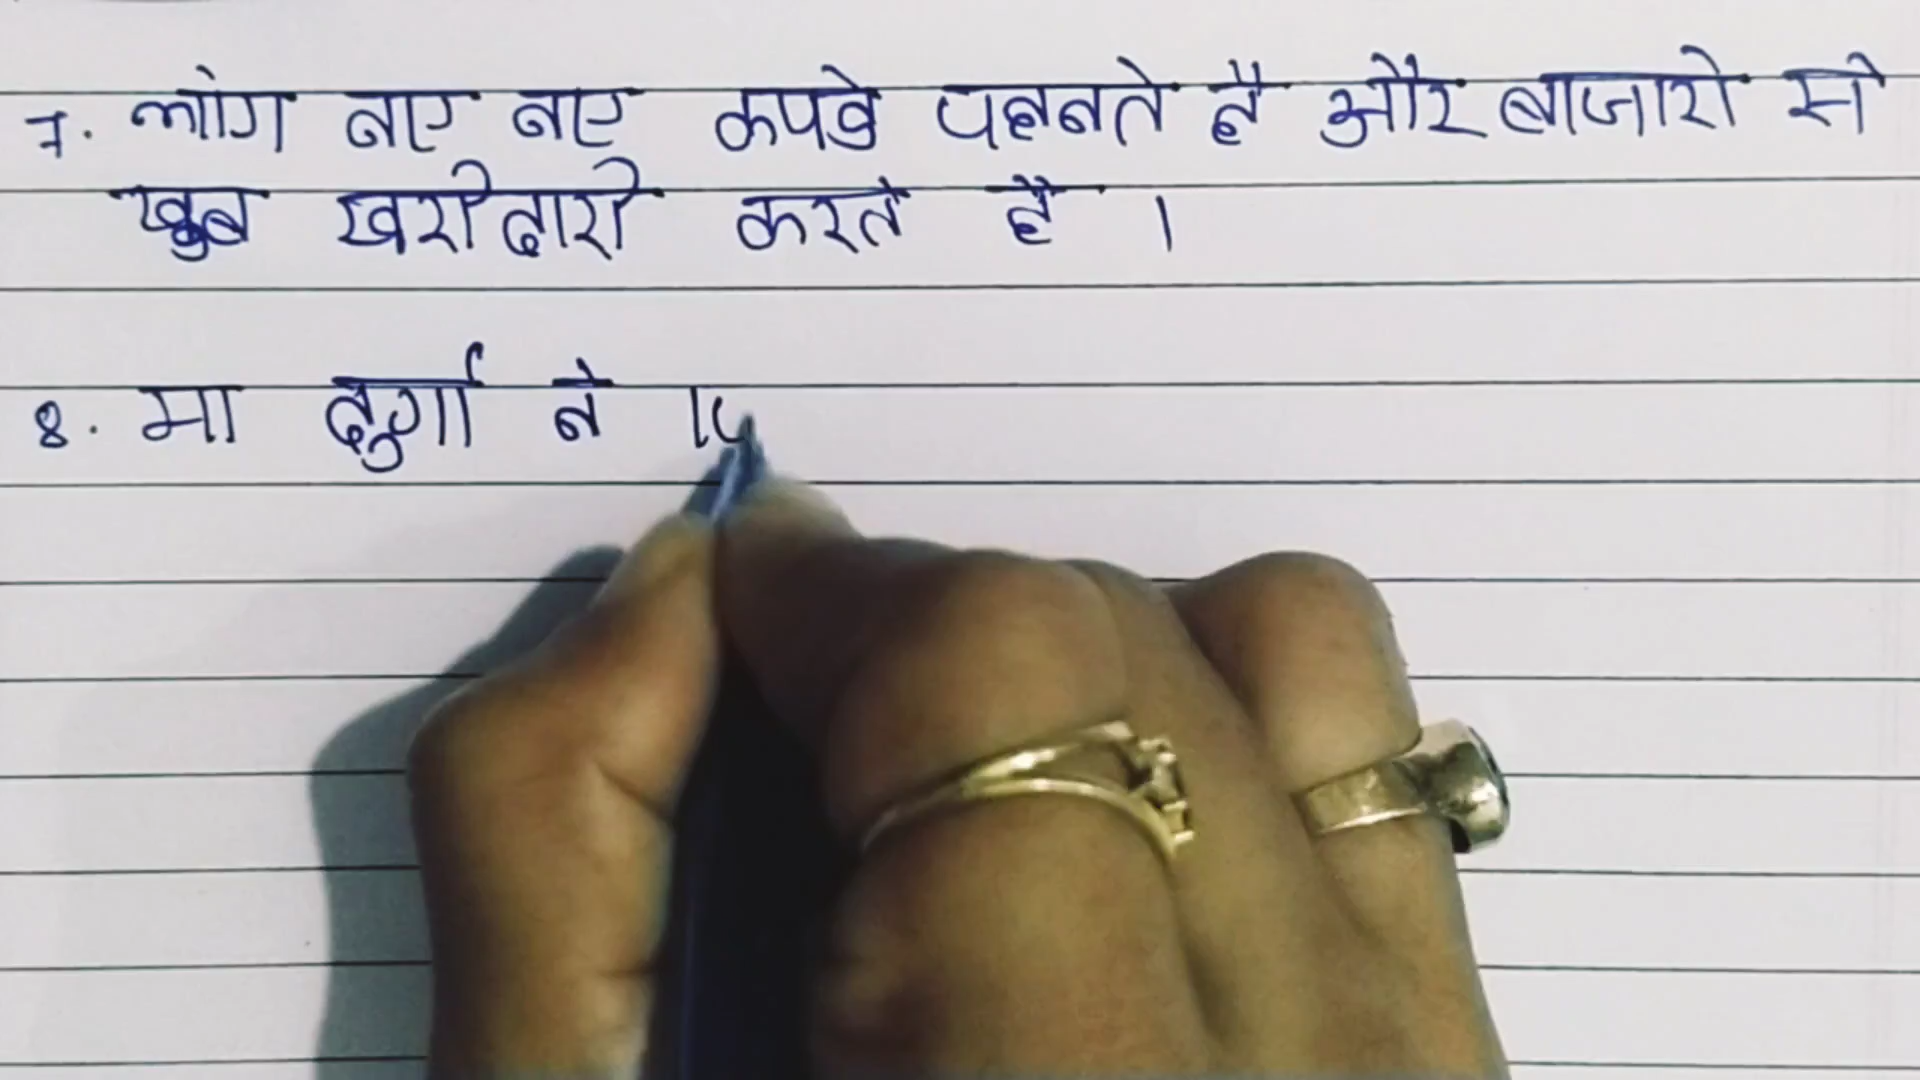 7. लोग नए नए कपडे पहनते है और बाजारो से
खुब खरीदारी करते है ।
8. मा दुर्गा ने